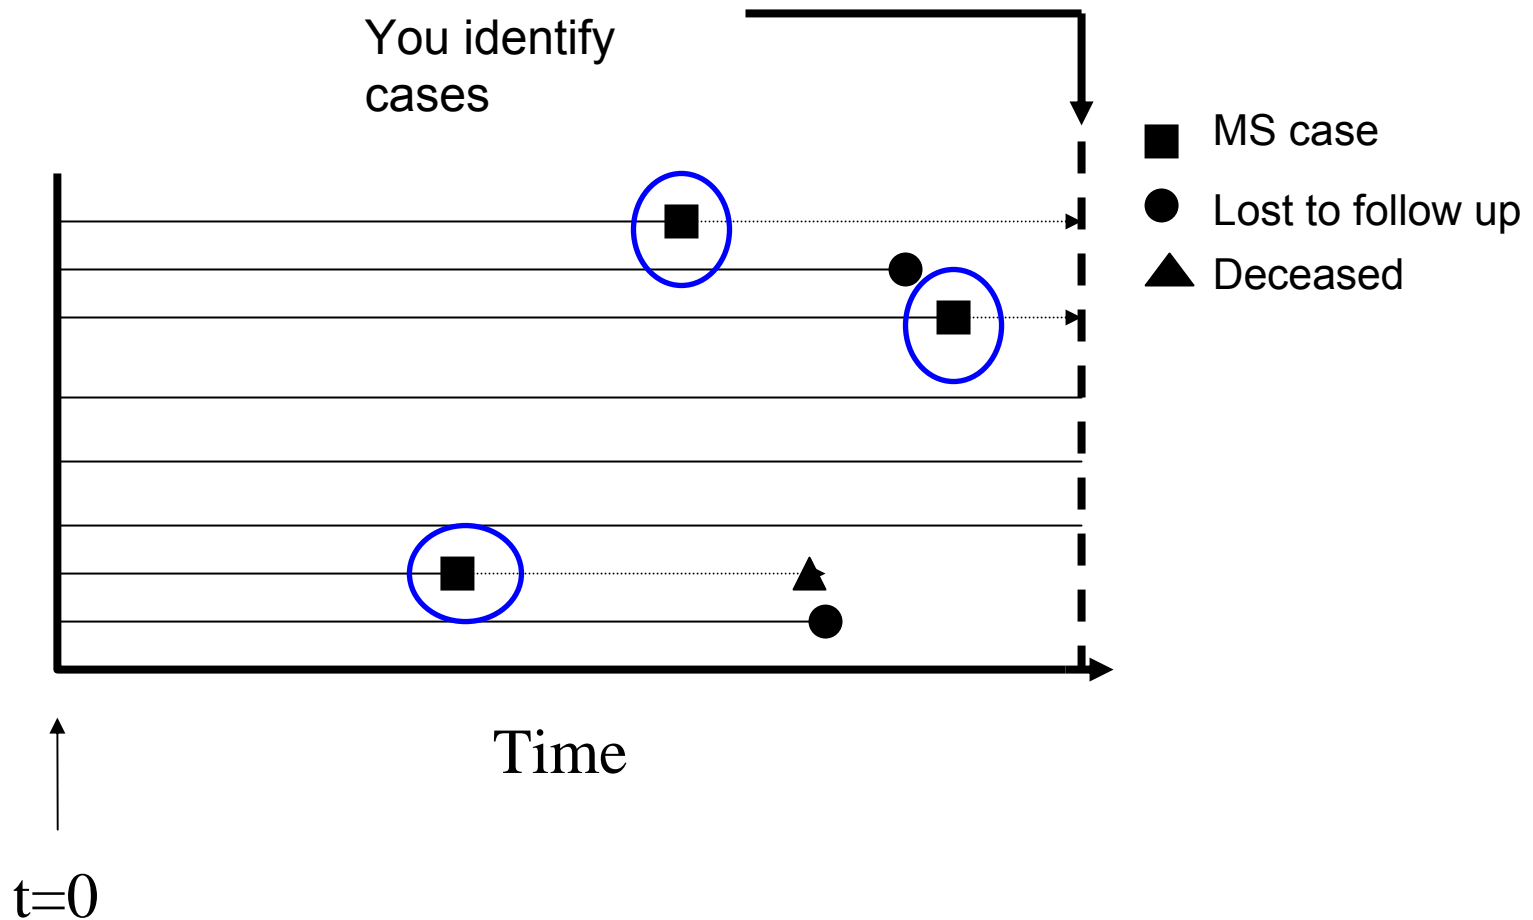 You identify
cases
MS case
Lost to follow up
Deceased
Time
t=0